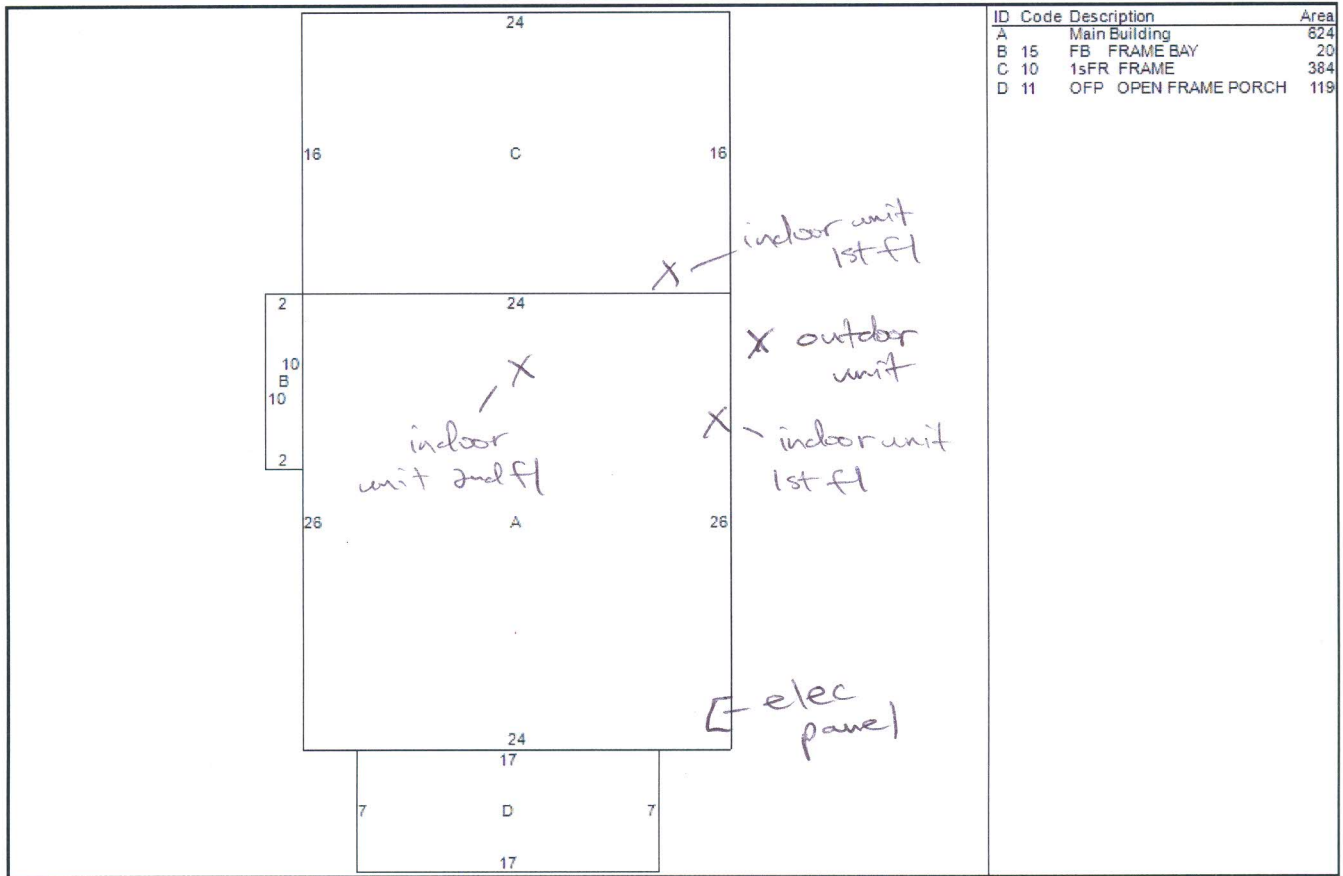 24
16 C 16
indoor unit
1st fl
X
24
2
10
B
10
2
X
X outdoor
unit
X
indoor
unit 2nd fl
indoor unit
1st fl
26 A 26
elec
panel
24
17
7 D 7
17
ID Code Description Area
A Main Building 624
B 15 FB FRAME BAY 20
C 10 1sFR FRAME 384
D 11 OFP OPEN FRAME PORCH 119